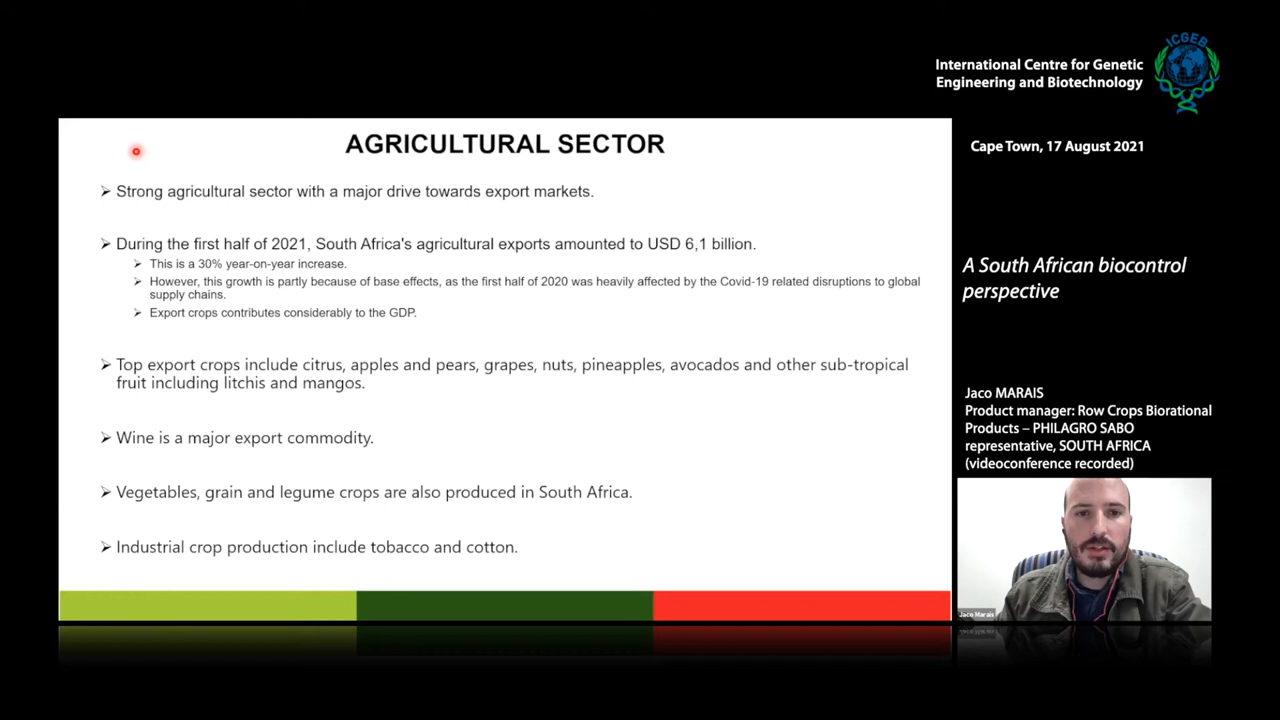 International Centre for Genetic
Engineering and Biotechnology
ICGEB
Cape Town, 17 August 2021
AGRICULTURAL SECTOR
➢ Strong agricultural sector with a major drive towards export markets.
➢ During the first half of 2021, South Africa's agricultural exports amounted to USD 6,1 billion.
➢ This is a 30% year-on-year increase.
➢ However, this growth is partly because of base effects, as the first half of 2020 was heavily affected by the Covid-19 related disruptions to global
supply chains.
➢ Export crops contributes considerably to the GDP.
➢ Top export crops include citrus, apples and pears, grapes, nuts, pineapples, avocados and other sub-tropical
fruit including litchis and mangos.
➢ Wine is a major export commodity.
➢ Vegetables, grain and legume crops are also produced in South Africa.
➢ Industrial crop production include tobacco and cotton.
A South African biocontrol
perspective
Jaco MARAIS
Product manager: Row Crops Biorational
Products – PHILAGRO SABO
representative, SOUTH AFRICA
(videoconference recorded)
Jaco Marais